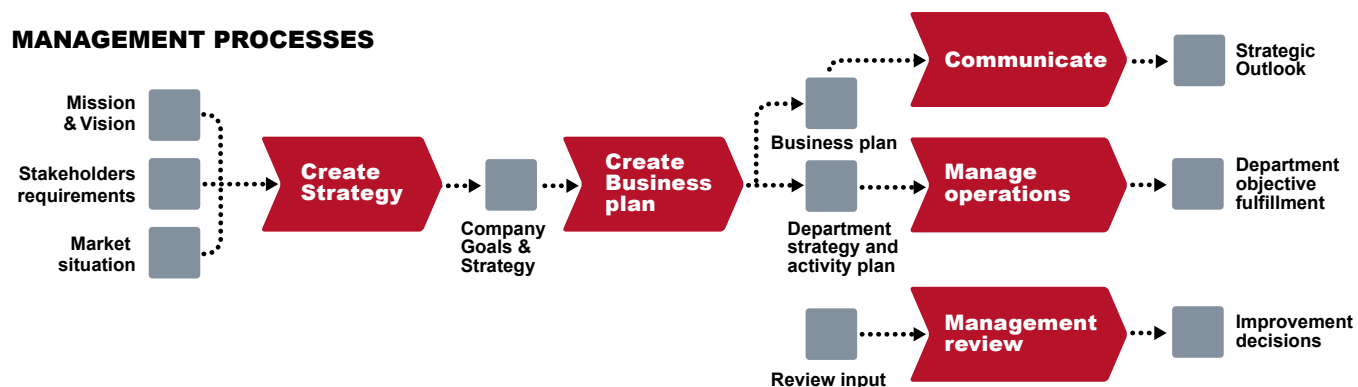 MANAGEMENT PROCESSES
Mission
& Vision
Stakeholders
requirements
Market
situation
Create
Strategy
Company
Goals &
Strategy
Create
Business
plan
Business plan
Department
strategy and
activity plan
Review input
Communicate
Manage
operations
Management
review
Strategic
Outlook
Department
objective
fulfillment
Improvement
decisions